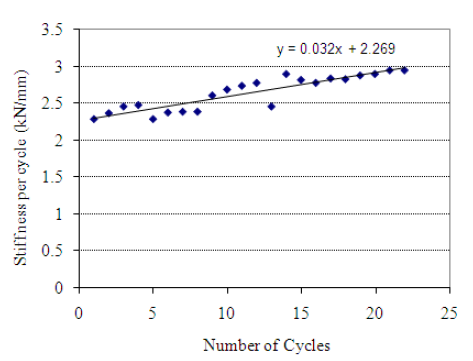 3.5
y = 0.032x + 2.269
3
2.5
2
1.5
1
0.5
0
Stiffness per cycle (kN/mm)
0 5 10 15 20 25
Number of Cycles